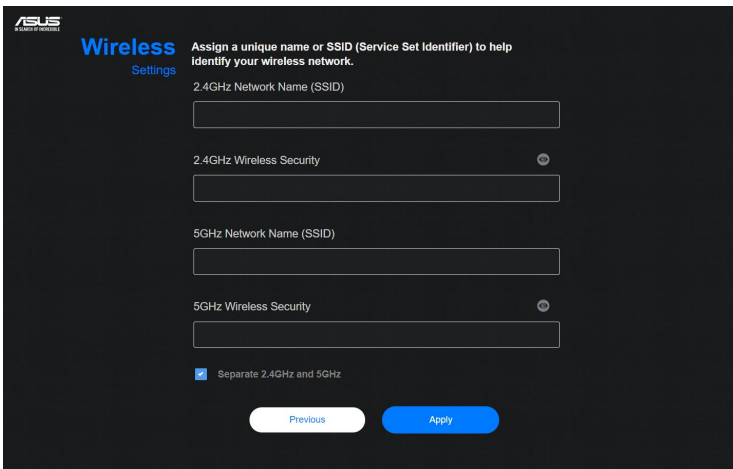 ASUS
IN SEARCH OF INCREDIBLE
Wireless
Settings
Assign a unique name or SSID (Service Set Identifier) to help
identify your wireless network.
2.4GHz Network Name (SSID)
2.4GHz Wireless Security
5GHz Network Name (SSID)
5GHz Wireless Security
Separate 2.4GHz and 5GHz
Previous
Apply